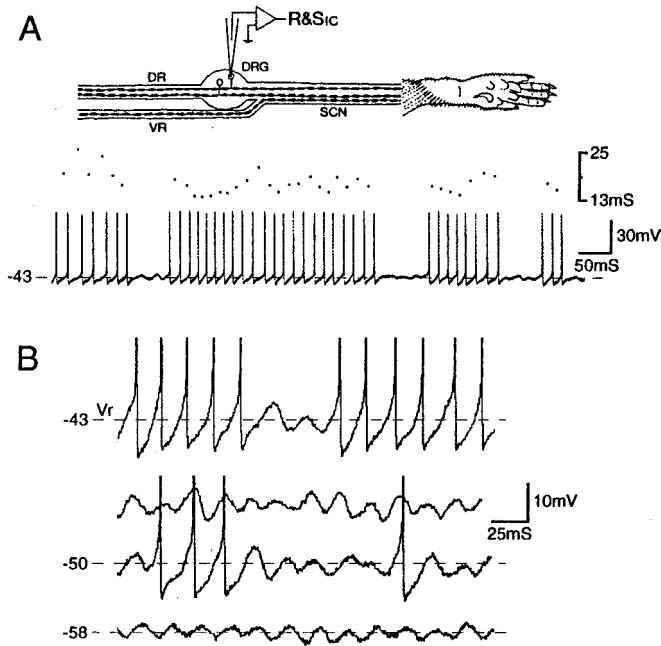 A
R&SIC
DR
DRG
VR
SCN
25
13mS
30mV
50mS
-43
B
Vr
-43
10mV
25mS
-50
-58